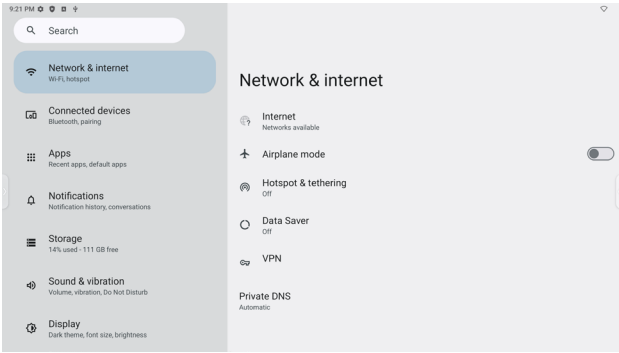 9:21 PM
Search
Network & internet
Wi-Fi, hotspot
Connected devices
Bluetooth, pairing
Apps
Recent apps, default apps
Notifications
Notification history, conversations
Storage
14% used - 111 GB free
Sound & vibration
Volume, vibration, Do Not Disturb
Display
Dark theme, font size, brightness
Network & internet
Internet
Networks available
Airplane mode
Hotspot & tethering
Off
Data Saver
Off
VPN
Private DNS
Automatic